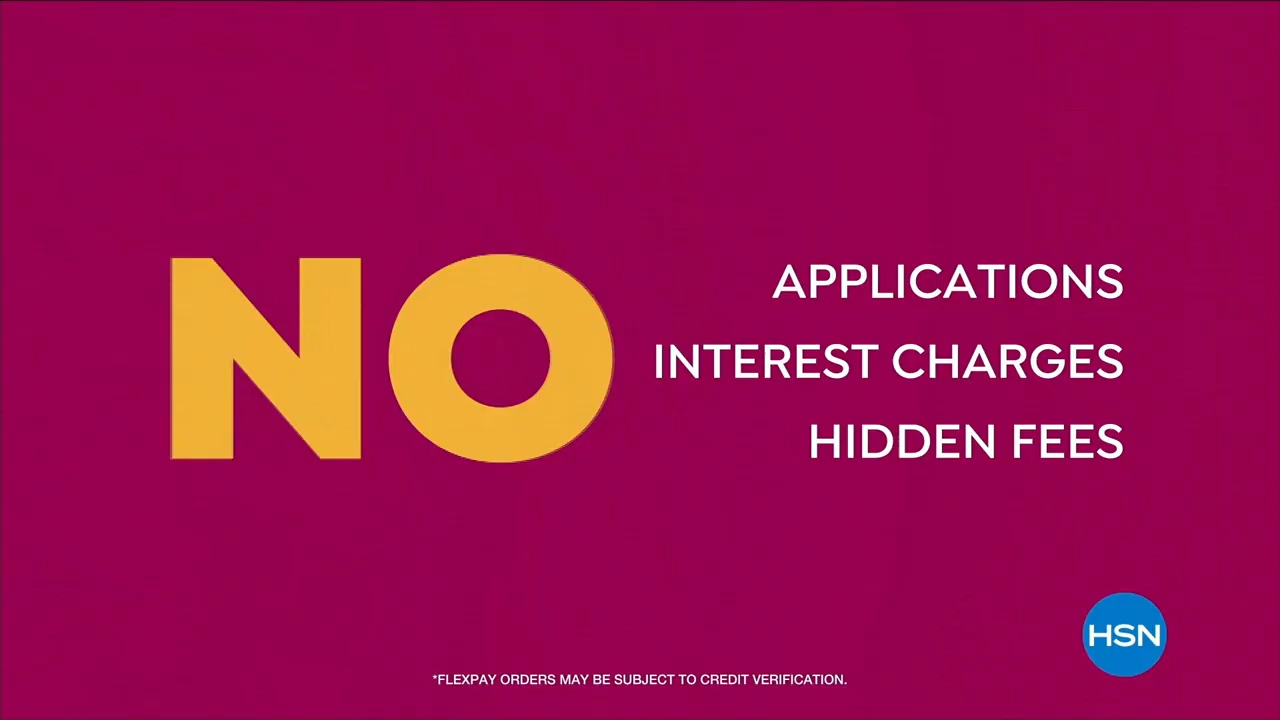 NO
APPLICATIONS
INTEREST CHARGES
HIDDEN FEES
HSN
*FLEXPAY ORDERS MAY BE SUBJECT TO CREDIT VERIFICATION.